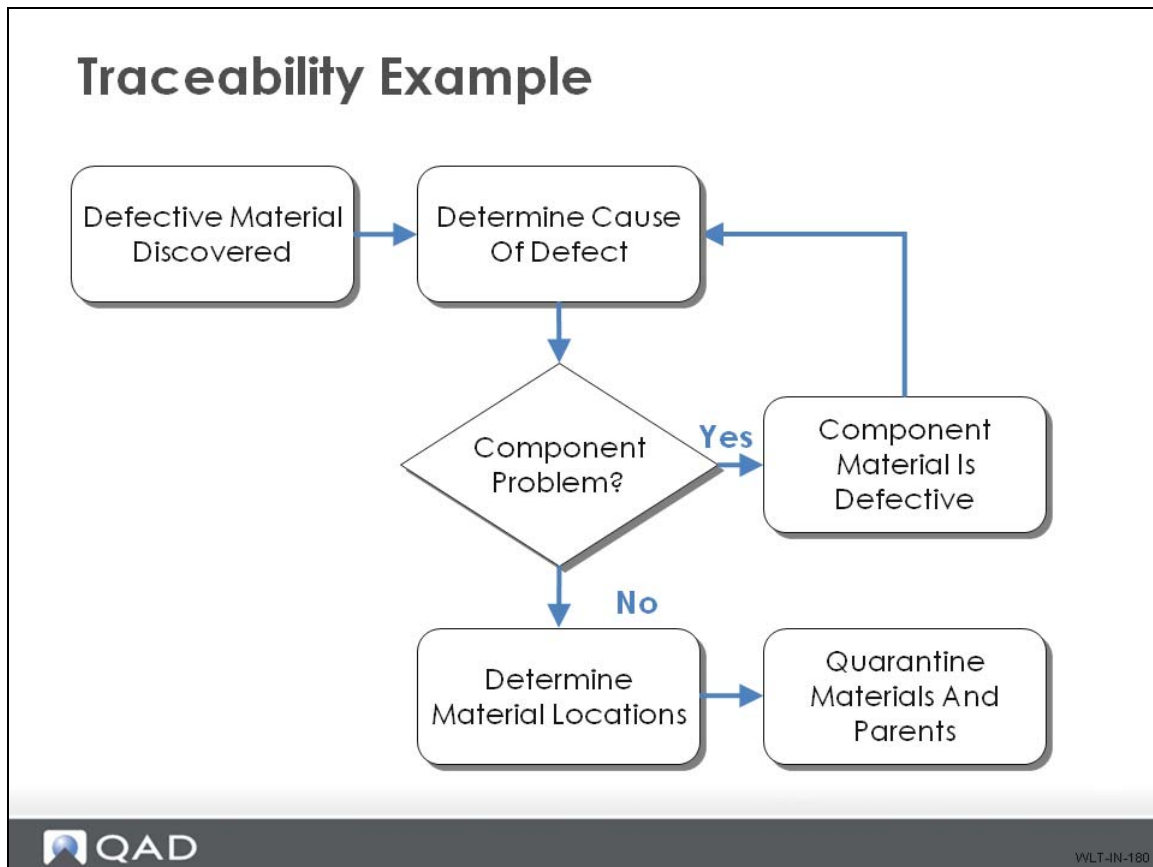 Traceability Example
Defective Material
Discovered
Determine Cause
Of Defect
Component
Problem?
Yes
Component
Material Is
Defective
No
Determine
Material Locations
Quarantine
Materials And
Parents
QAD
WLT-IN-180